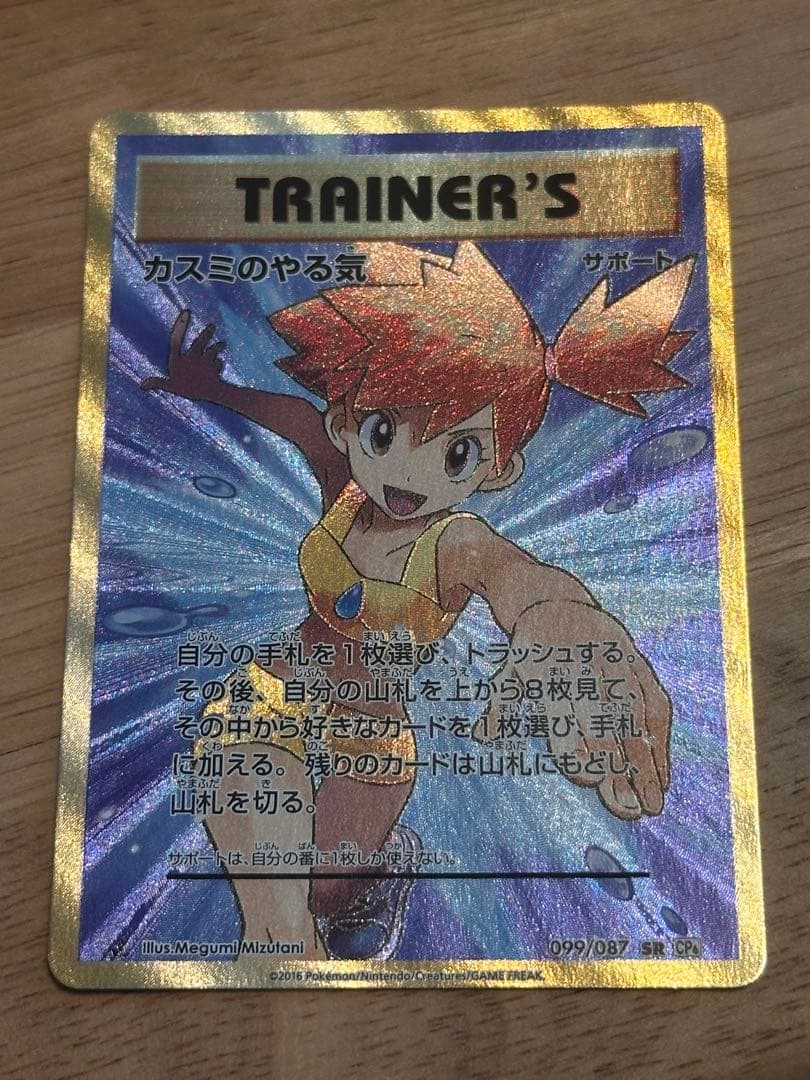 TRAINER'S
カスミのやる気
サポート
自分の手札を1枚選び、トラッシュする。
その後、自分の山札を上から8枚見て、
その中から好きなカードを1枚選び、手札
に加える。残りのカードは山札にもどし、
山札を切る。
サポートは、自分の番に1枚しか使えない。
Illus.Megumi Mizutani
099/087 SR CP6
©2016 Pokémon/Nintendo/Creatures/GAME FREAK.